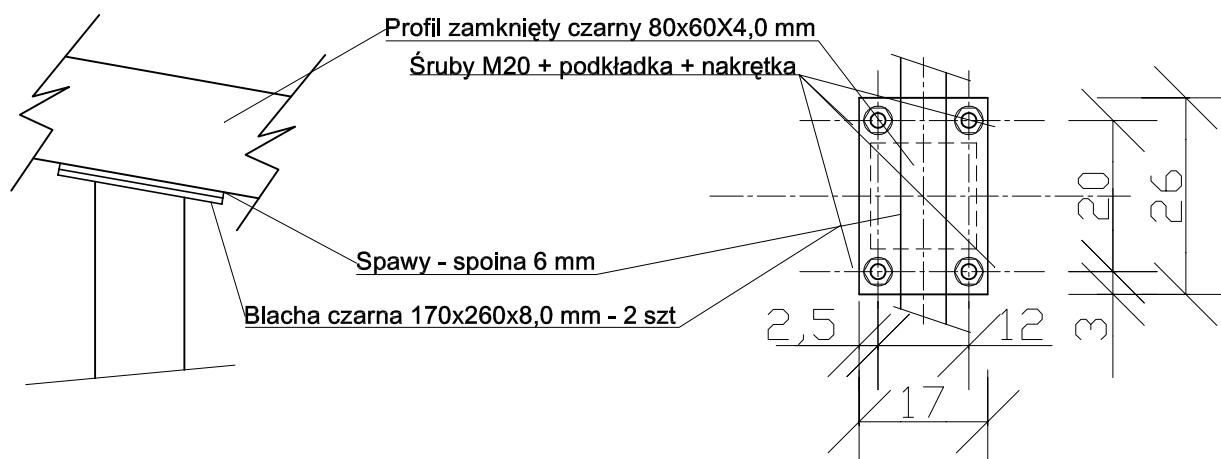 Profil zamknięty czarny 80x60X4,0 mm
Śruby M20 + podkładka + nakrętka
Spawy - spoina 6 mm
Blacha czarna 170x260x8,0 mm - 2 szt
20
26
3
2,5
12
17